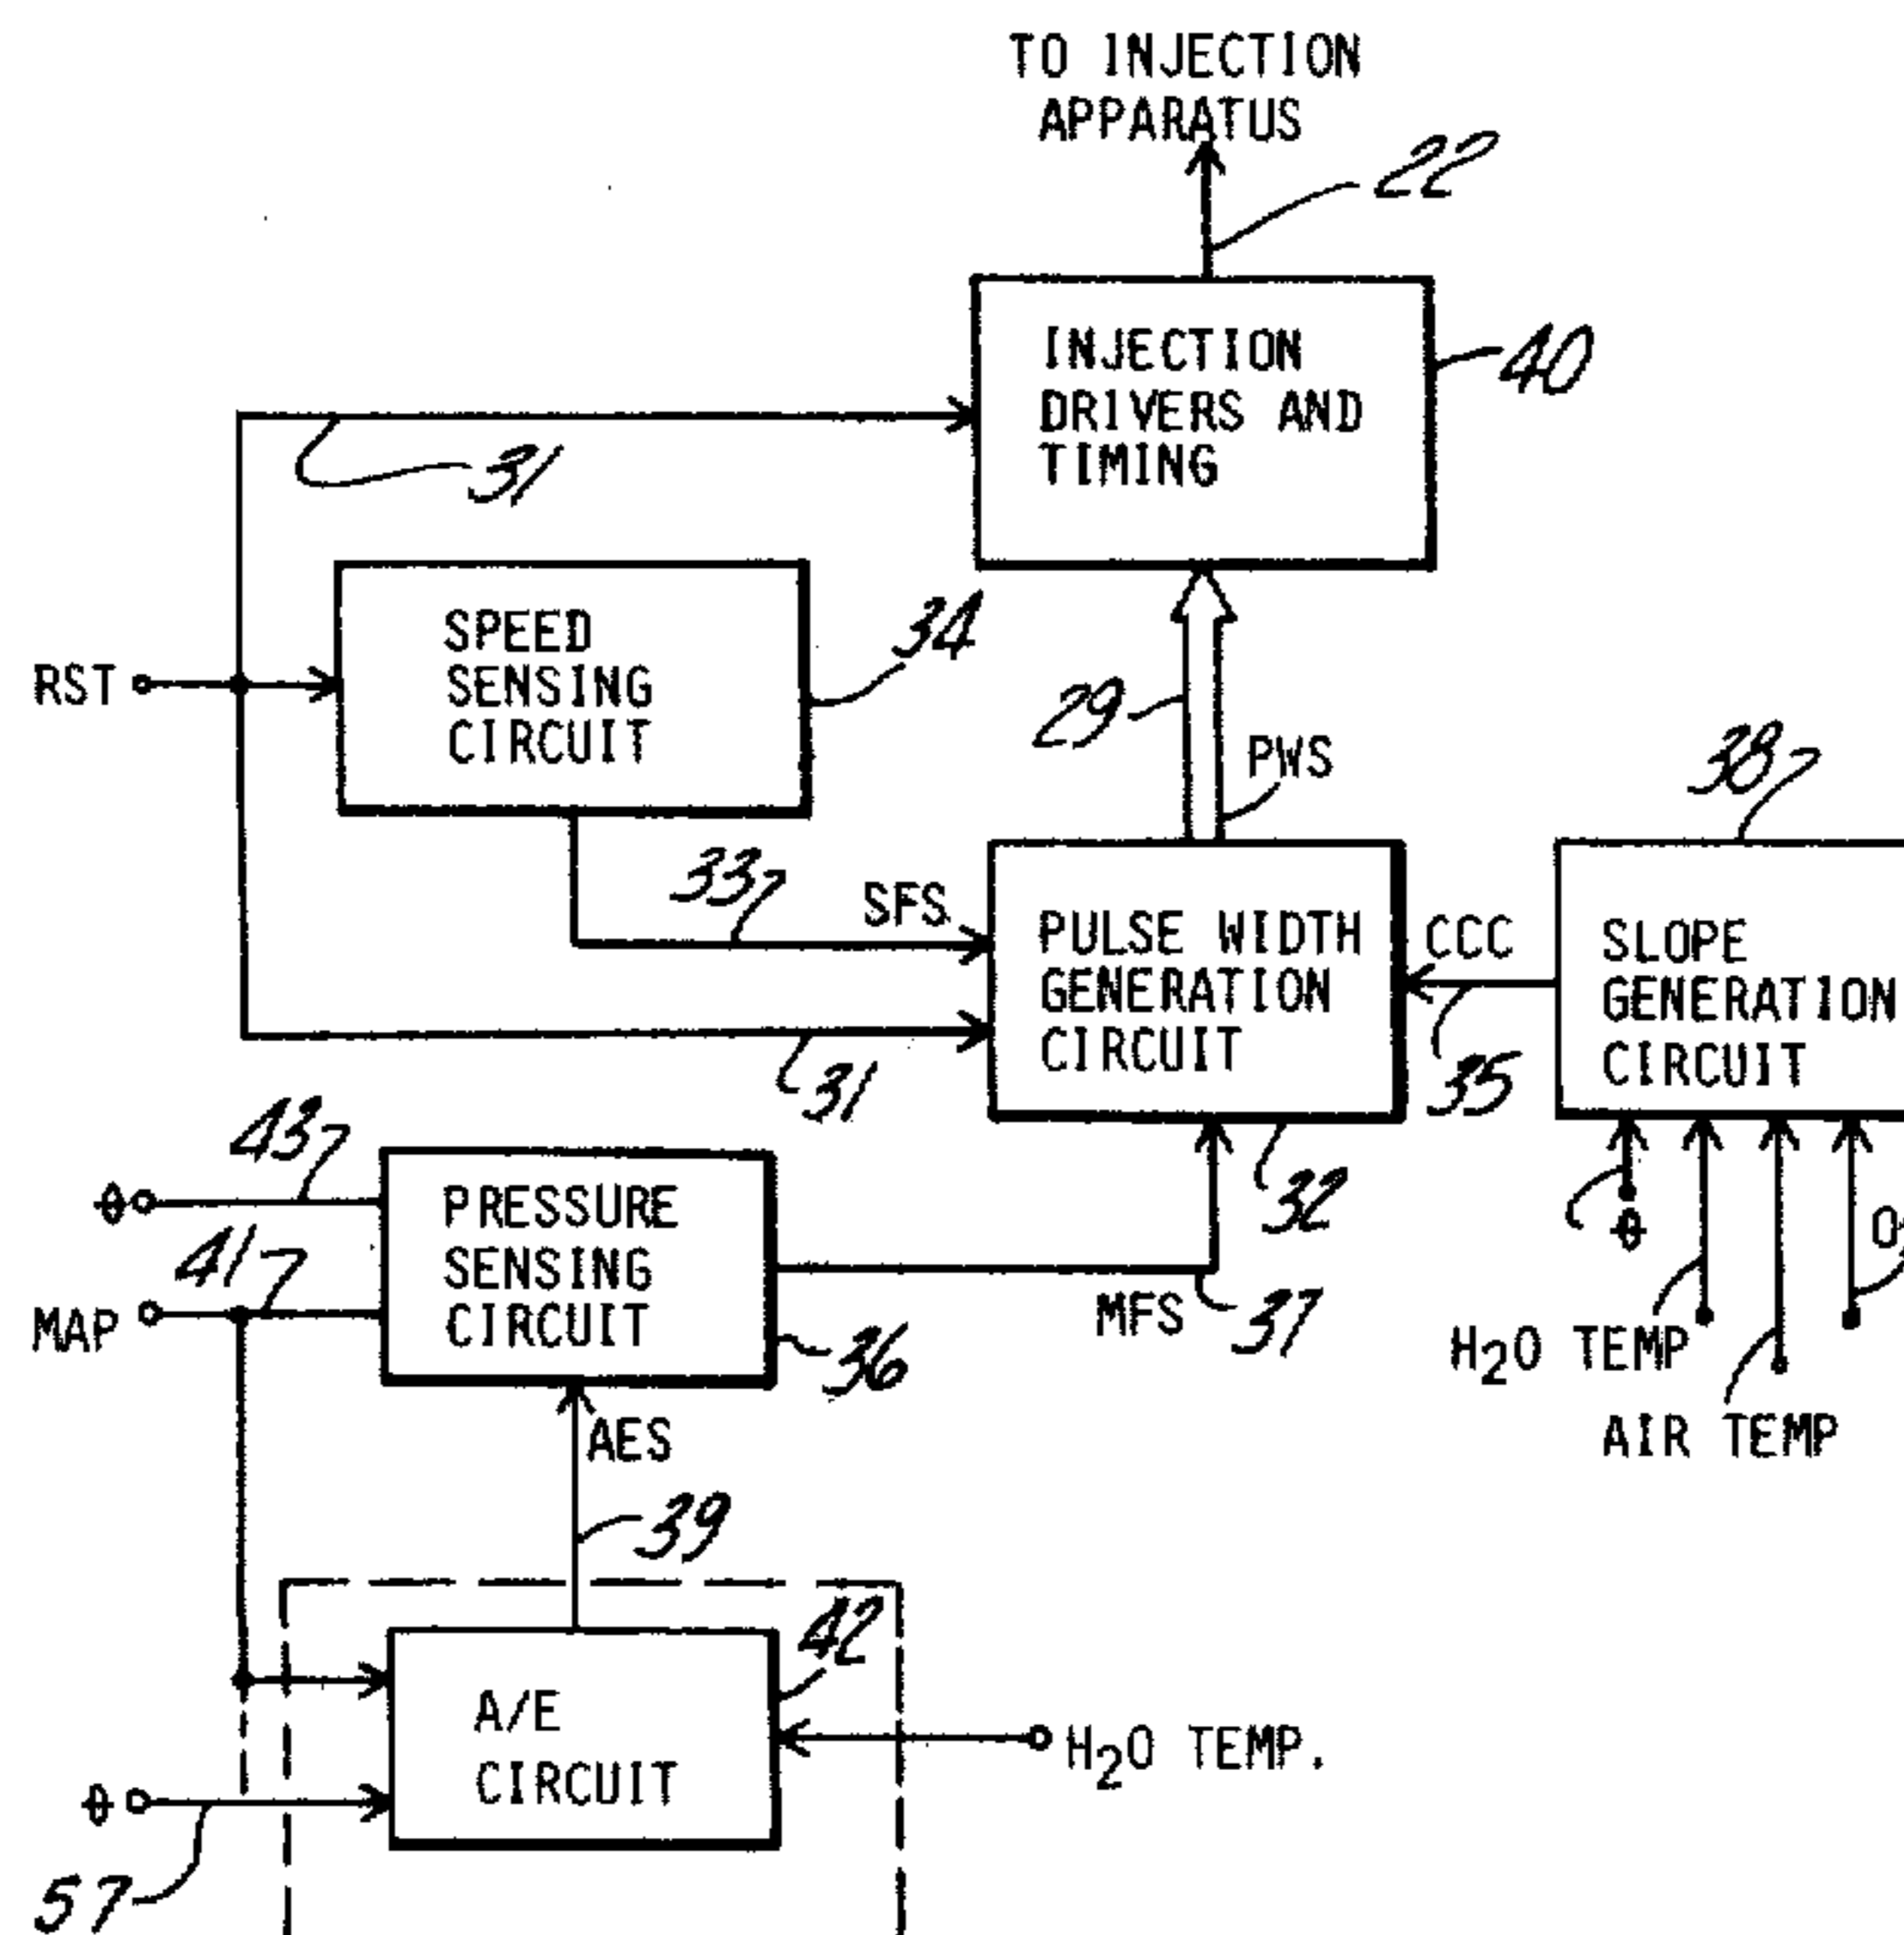 TO INJECTION
APPARATUS
22
INJECTION
DRIVERS AND
TIMING
40
31
SPEED
SENSING
CIRCUIT
34
RST
29
PWS
38
33
SFS
PULSE WIDTH
GENERATION
CIRCUIT
CCC
35
SLOPE
GENERATION
CIRCUIT
31
32
43
θ
41
MAP
PRESSURE
SENSING
CIRCUIT
36
MFS
37
θ
H2O TEMP
AIR TEMP
AES
39
42
A/E
CIRCUIT
H2O TEMP.
θ
57